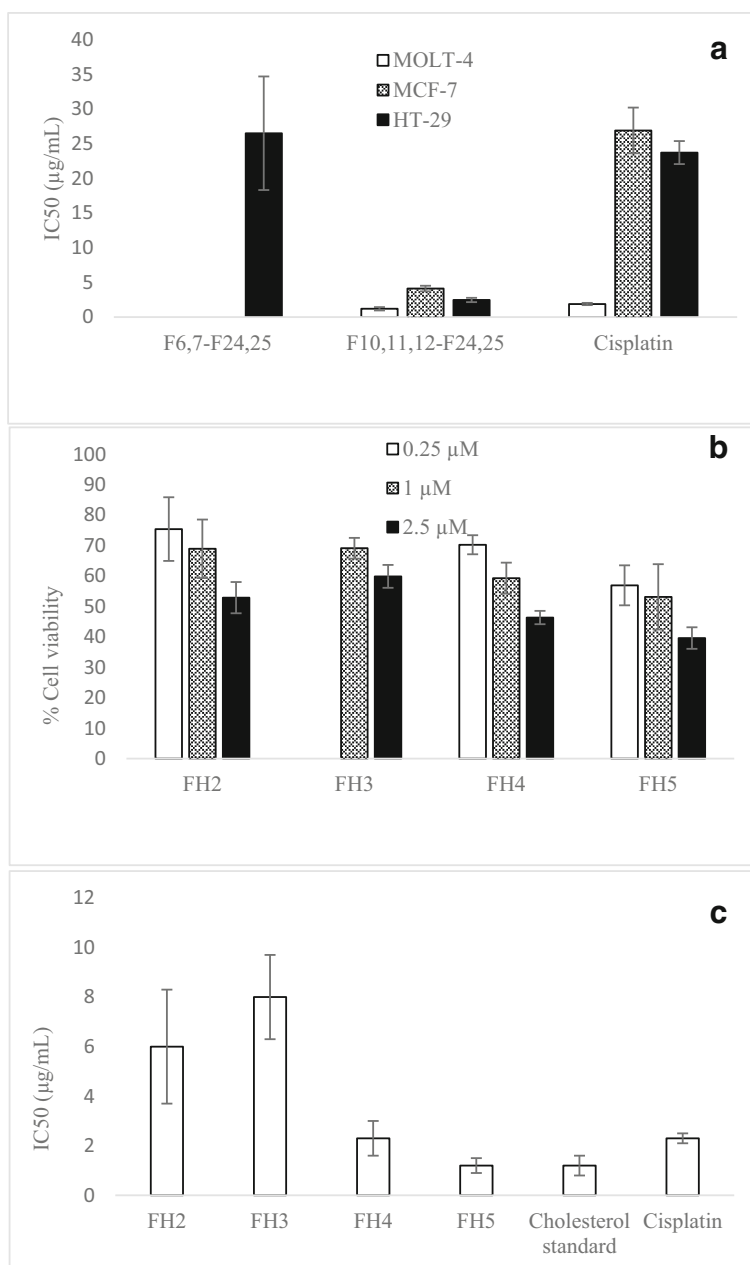 a
40
35
30
25
20
15
10
5
0
IC50 (µg/mL)
MOLT-4
MCF-7
HT-29
F6,7-F24,25
F10,11,12-F24,25
Cisplatin
b
100
90
80
70
60
50
40
30
20
10
0
% Cell viability
0.25 µM
1 µM
2.5 µM
FH2
FH3
FH4
FH5
c
12
10
8
6
4
2
0
IC50 (µg/mL)
FH2
FH3
FH4
FH5
Cholesterol
standard
Cisplatin